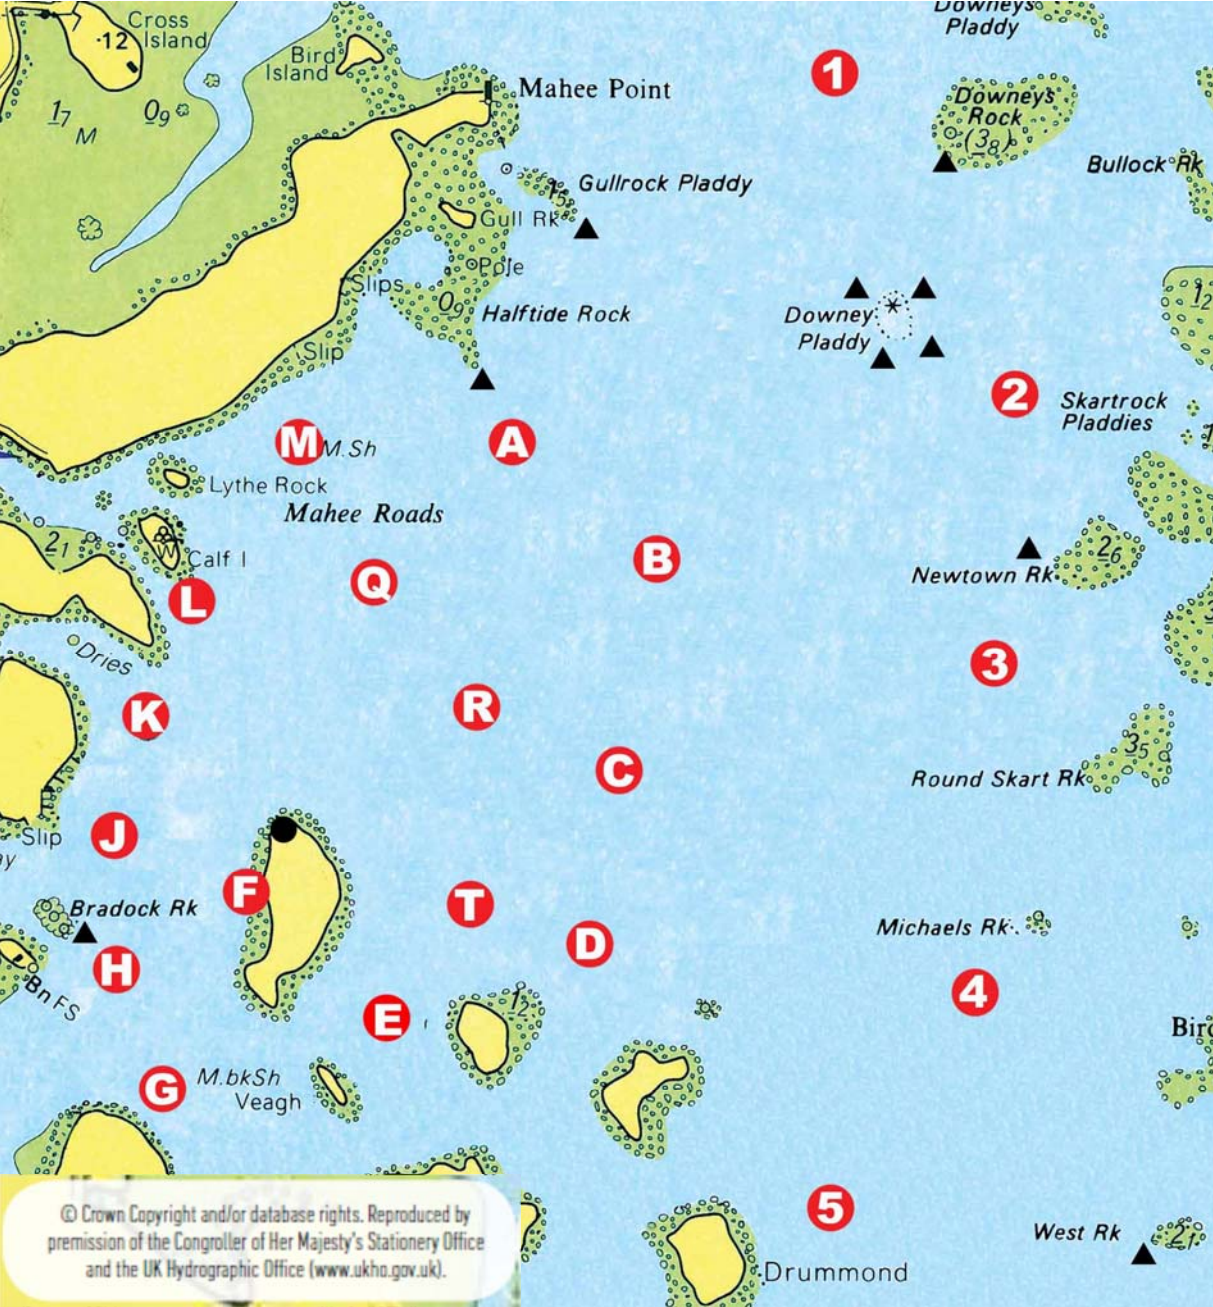 Cross
Island
·12
Bird
Island
Mahee Point
1
Downeys
Pladdy
Downey's
Rock
(38)
Bullock Rk
17 M
09
15
Gullrock Pladdy
Gull Rk
Pole
Slips
09
Halftide Rock
12
Downey
Pladdy
Slip
2
Skartrock
Pladdies
M
M.Sh
A
Lythe Rock
Mahee Roads
21
Calf I
B
26
Newtown Rk
Q
L
Dries
3
K
R
C
35
Round Skart Rk
Slip
J
F
T
Bradock Rk
Michaels Rk
D
H
Bn FS
4
E
12
Bird
G
M.bkSh
Veagh
5
West Rk
21
Drummond
© Crown Copyright and/or database rights. Reproduced by
premission of the Congroller of Her Majesty's Stationery Office
and the UK Hydrographic Office (www.ukho.gov.uk).